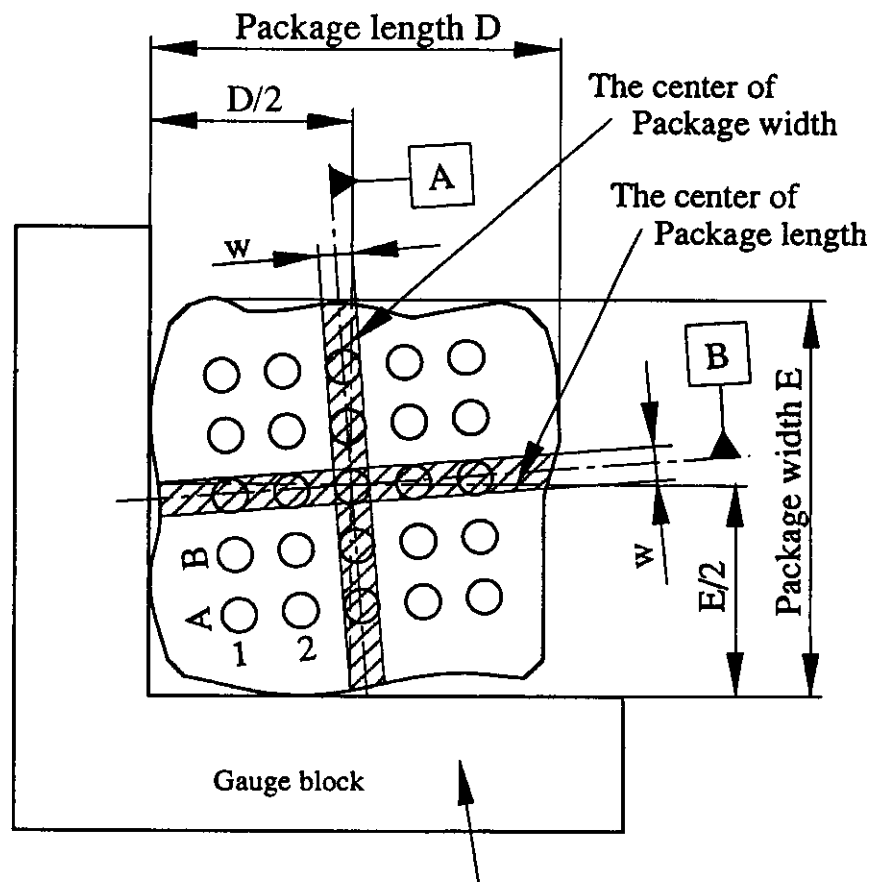 Package length D
D/2
The center of
Package width
A
The center of
Package length
w
B
Package width E
B
w
E/2
A
1
2
Gauge block